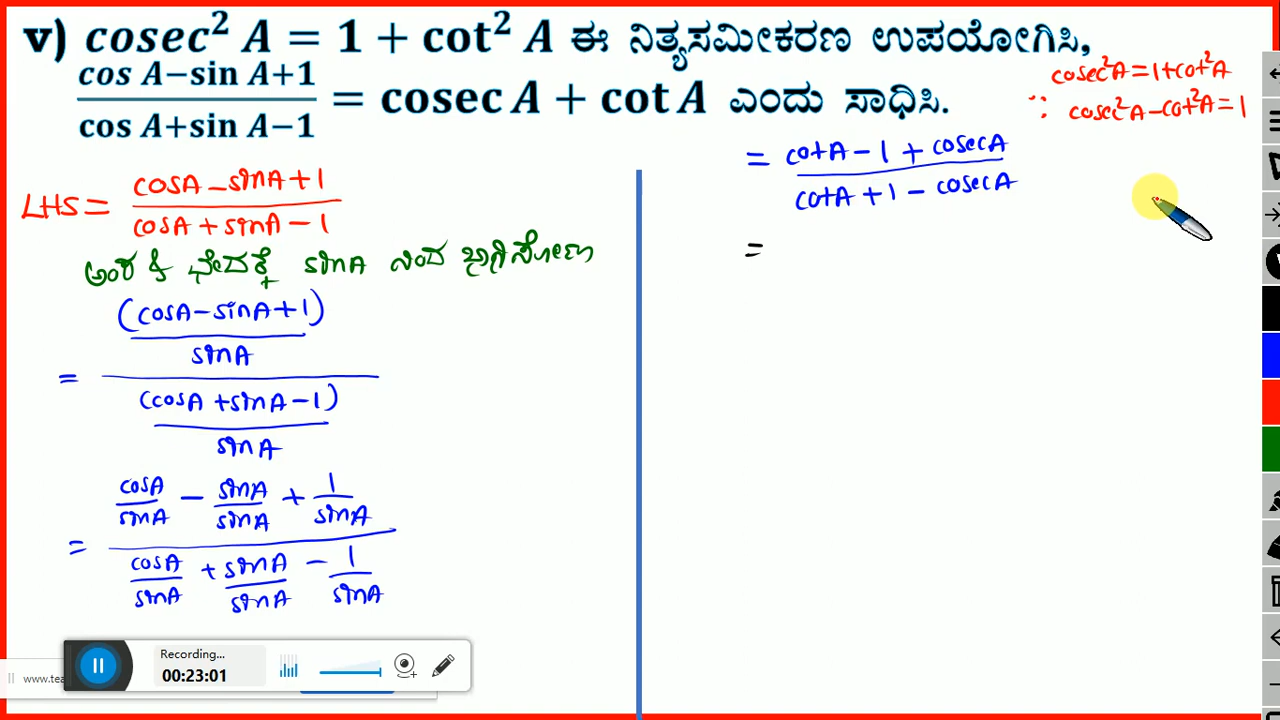 v) cosec² A = 1 + cot² A ಈ ನಿತ್ಯಸಮೀಕರಣ ಉಪಯೋಗಿಸಿ,
cos A−sin A+1 / cos A+sin A−1 = cosec A + cot A ಎಂದು ಸಾಧಿಸಿ.
cosec²A = 1+cot²A
∵ cosec²A − cot²A = 1
LHS = cosA − sinA + 1 / cosA + sinA − 1
ಅಂಶ & ಛೇದಕ್ಕೆ sinA ನಿಂದ ಭಾಗಿಸೋಣ
= (cosA − sinA + 1) / sinA / (cosA + sinA − 1) / sinA
= cosA/sinA − sinA/sinA + 1/sinA / cosA/sinA + sinA/sinA − 1/sinA
= cotA − 1 + cosecA / cotA + 1 − cosecA
=
Recording...
00:23:01
www.tea